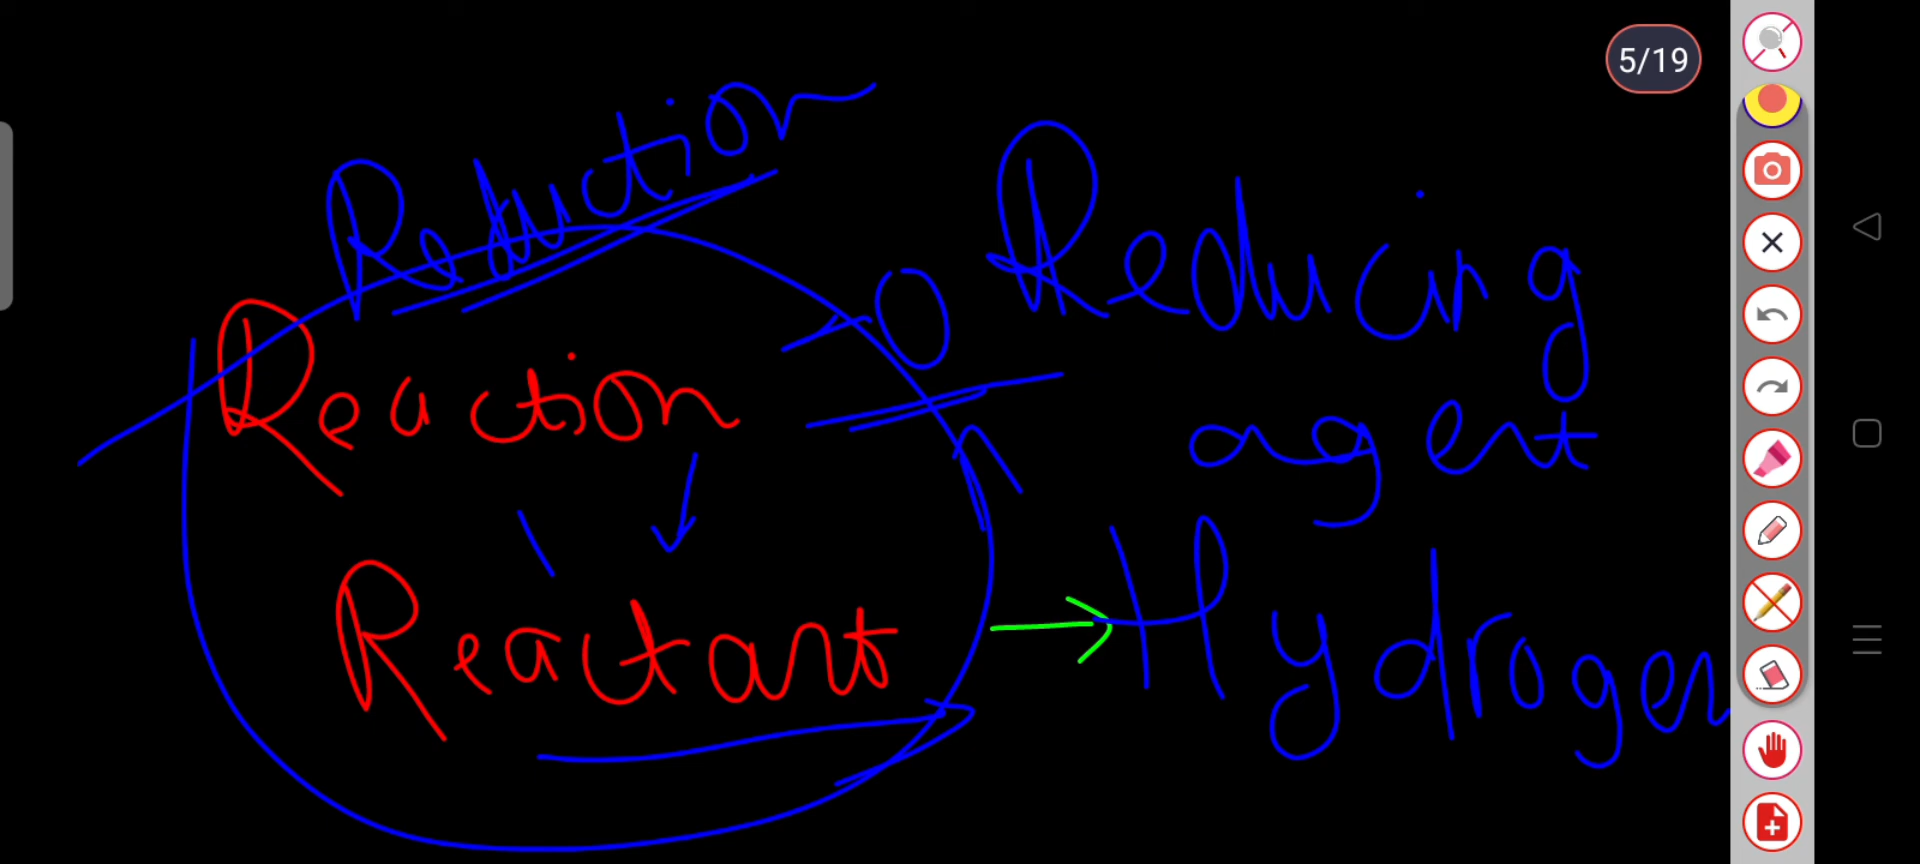 5/19
Reduction
Reducing
agent
Reaction
Reactant
Hydrogen